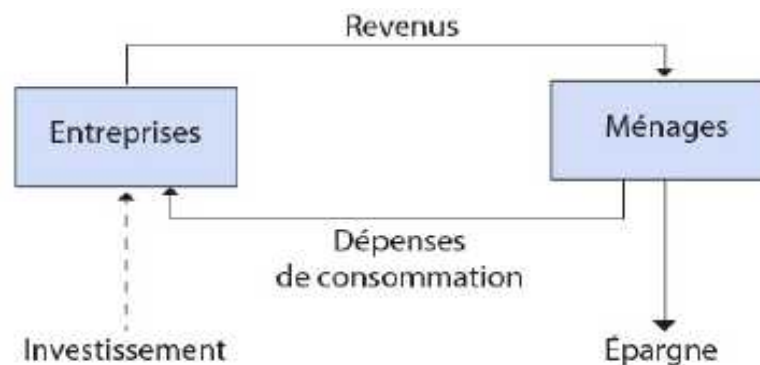 Revenus
Entreprises
Ménages
Dépenses
de consommation
Investissement
Épargne